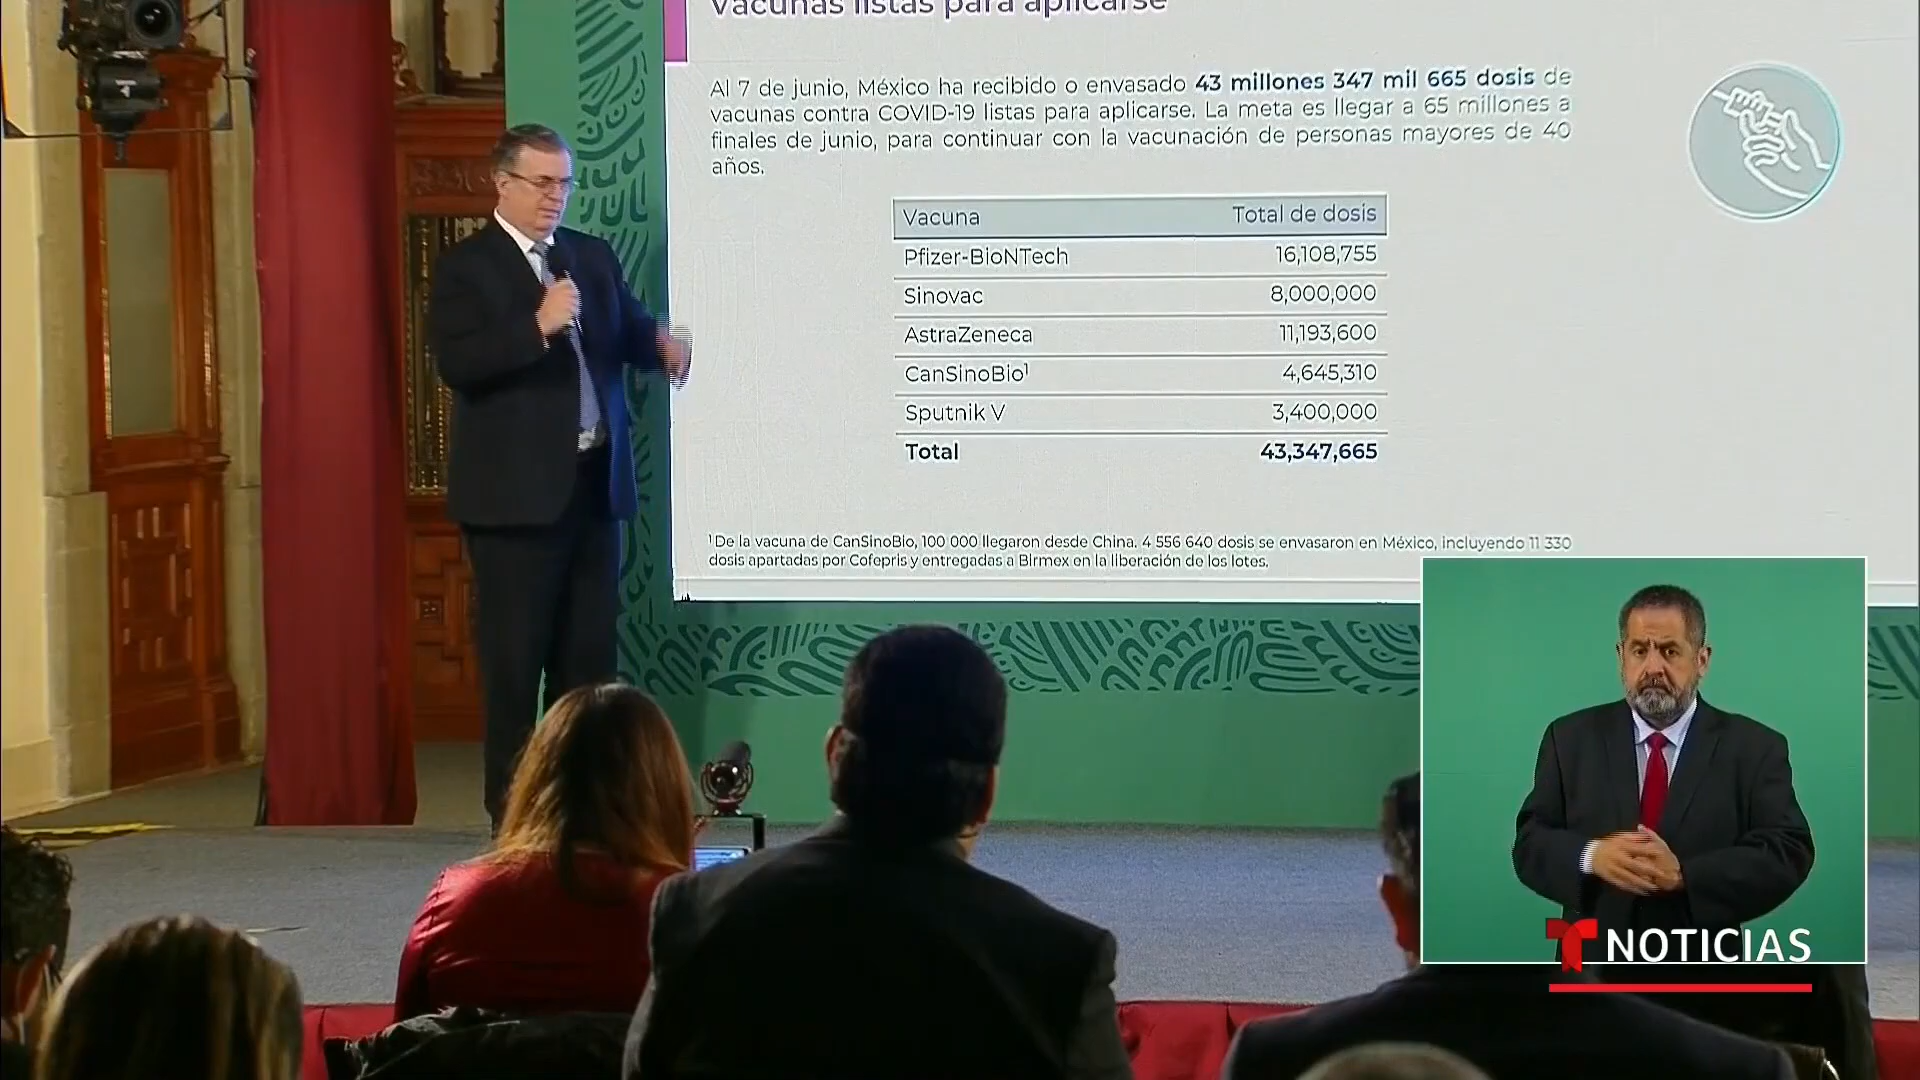 Vacunas listas para aplicarse
Al 7 de junio, México ha recibido o envasado 43 millones 347 mil 665 dosis de
vacunas contra COVID-19 listas para aplicarse. La meta es llegar a 65 millones a
finales de junio, para continuar con la vacunación de personas mayores de 40
años.
Vacuna Total de dosis
Pfizer-BioNTech 16,108,755
Sinovac 8,000,000
AstraZeneca 11,193,600
CanSinoBio¹ 4,645,310
Sputnik V 3,400,000
Total 43,347,665
¹ De la vacuna de CanSinoBio, 100 000 llegaron desde China. 4 556 640 dosis se envasaron en México, incluyendo 11 330
dosis apartadas por Cofepris y entregadas a Birmex en la liberación de los lotes.
NOTICIAS